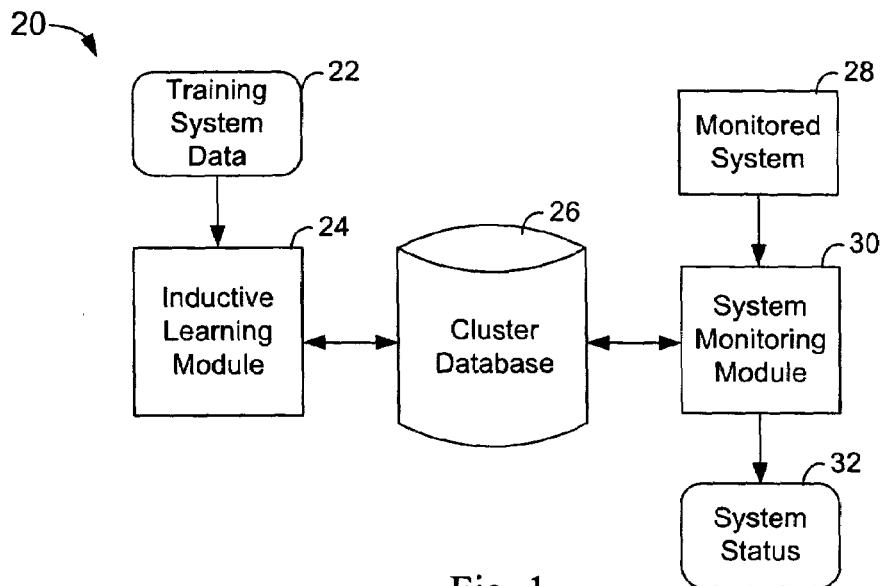 20
22
Training
System
Data
28
Monitored
System
24
Inductive
Learning
Module
26
Cluster
Database
30
System
Monitoring
Module
32
System
Status
Fig. 1